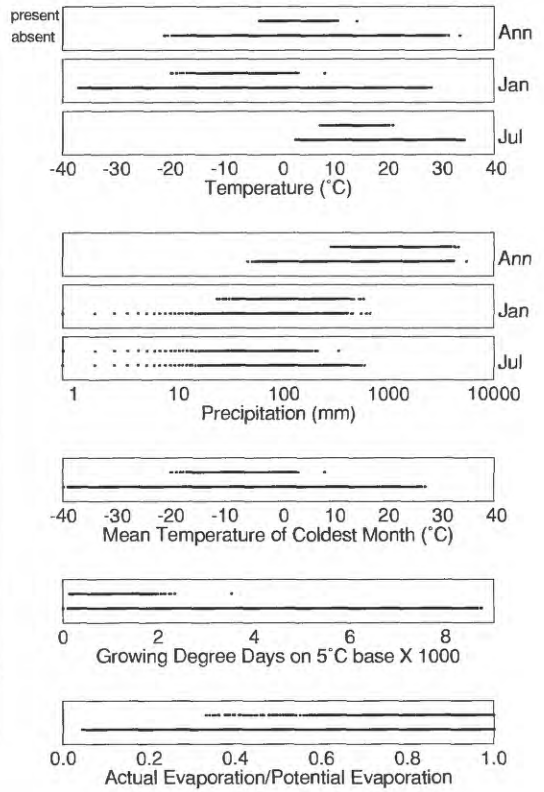 present
absent
Ann
Jan
Jul
-40 -30 -20 -10 0 10 20 30 40
Temperature (°C)
Ann
Jan
Jul
1 10 100 1000 10000
Precipitation (mm)
-40 -20 -10 0 -20 10 20 30 40
Mean Temperature of Coldest Month (°C)
0 2 4 6 8
Growing Degree Days on 5°C base X 1000
0.0 0.2 0.4 0.6 0.8 1.0
Actual Evaporation/Potential Evaporation